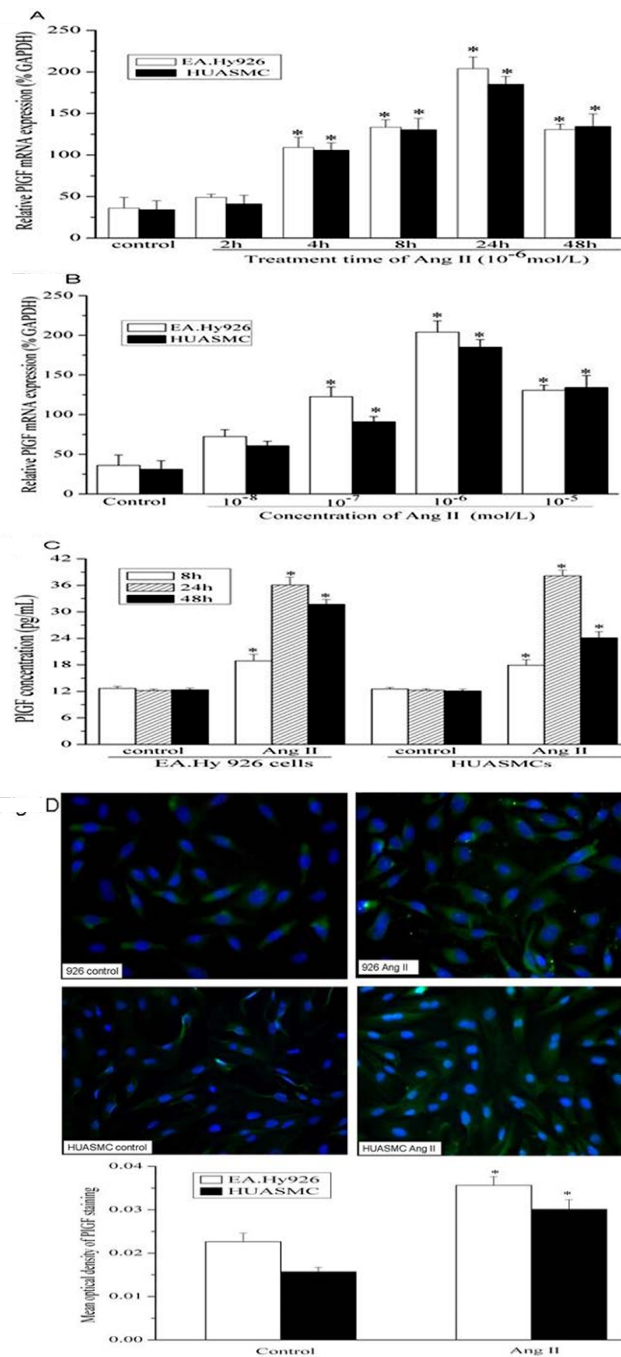 A
Relative PIGF mRNA expression (% GAPDH)
250
200
150
100
50
0
EA.Hy926
HUASMC
* * * * * * * *
control 2h 4h 8h 24h 48h
Treatment time of Ang II (10⁻⁶mol/L)
B
Relative PIGF mRNA expression (% GAPDH)
250
200
150
100
50
0
EA.Hy926
HUASMC
* * * * * *
Control 10⁻⁸ 10⁻⁷ 10⁻⁶ 10⁻⁵
Concentration of Ang II (mol/L)
C
PIGF concentration (pg/mL)
42
36
30
24
18
12
6
0
8h
24h
48h
* * * * * *
control Ang II control Ang II
EA.Hy 926 cells HUASMCs
D
926 control
926 Ang II
HUASMC control
HUASMC Ang II
Mean optical density of PIGF staining
0.04
0.03
0.02
0.01
0.00
EA.Hy926
HUASMC
* *
Control Ang II